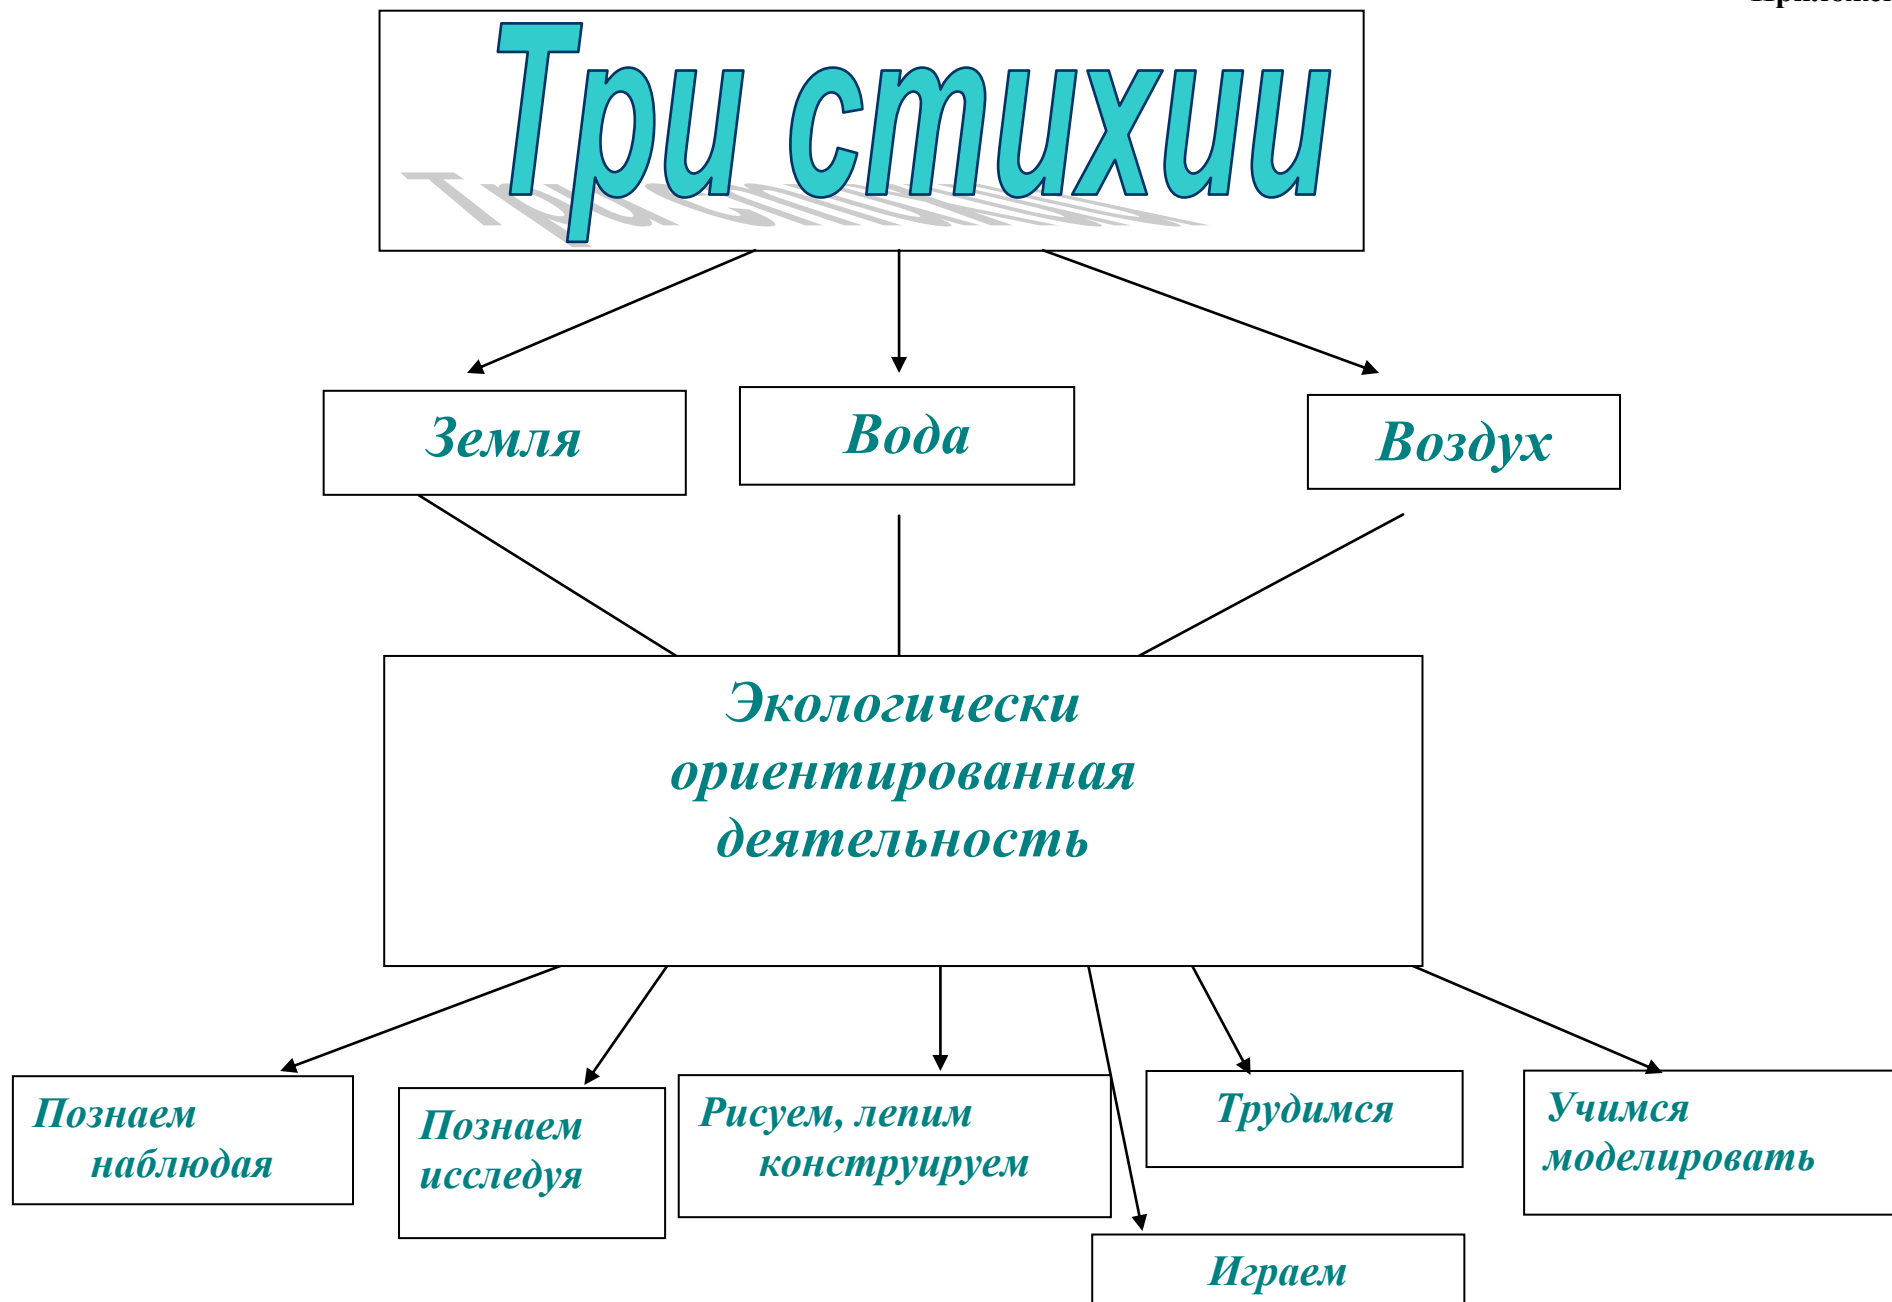 Три стихии
Земля
Вода
Воздух
Экологически
ориентированная
деятельность
Познаем
наблюдая
Познаем
исследуя
Рисуем, лепим
конструируем
Трудимся
Учимся
моделировать
Играем